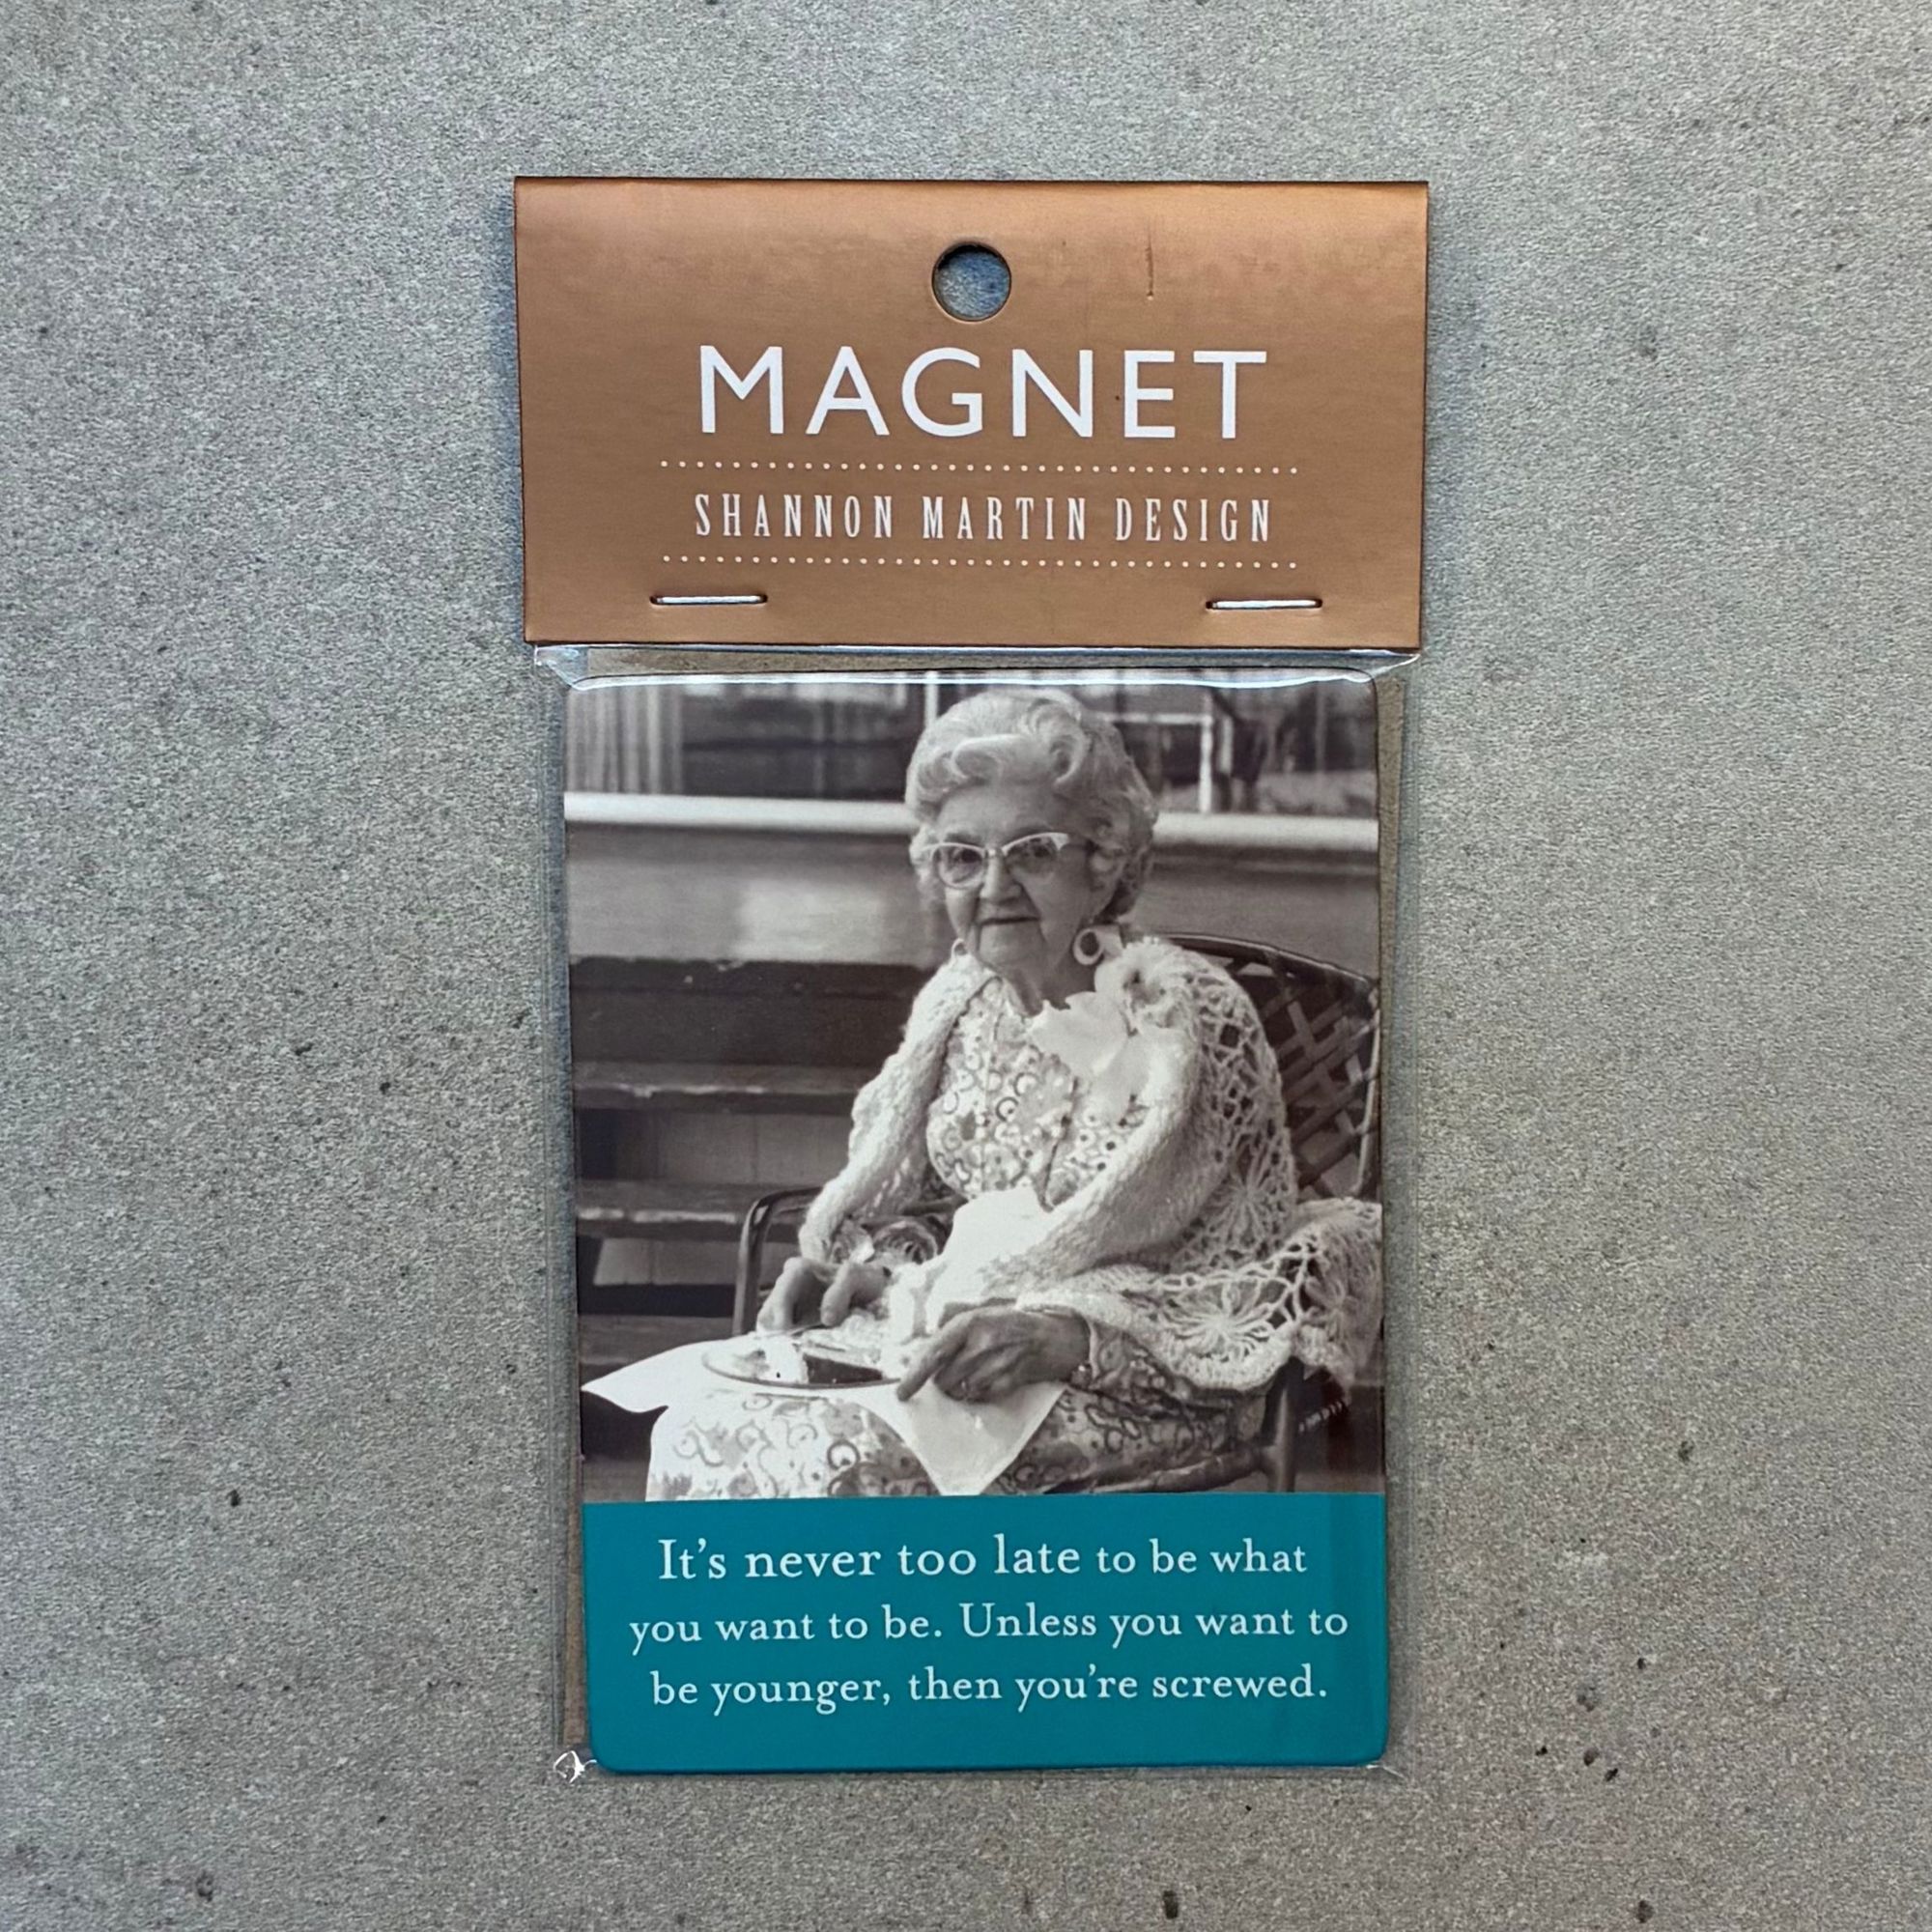 MAGNET
SHANNON MARTIN DESIGN
It's never too late to be what
you want to be. Unless you want to
be younger, then you're screwed.